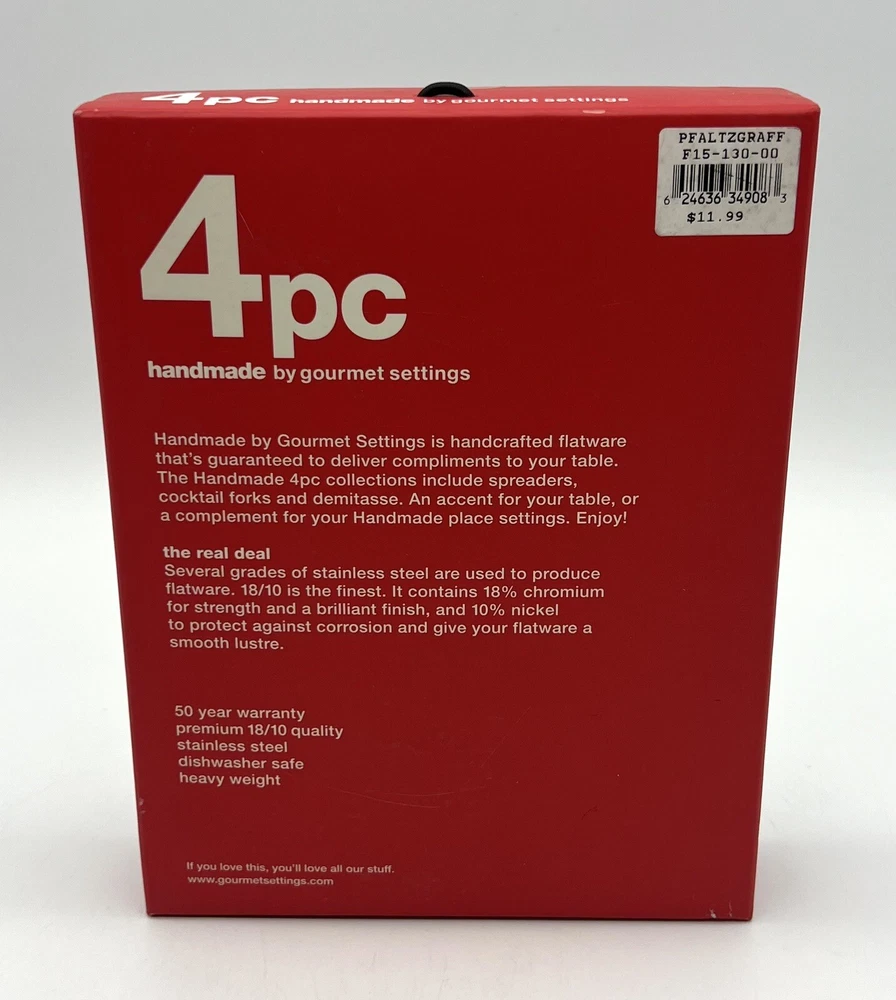 4pc handmade by gourmet settings
PFALTZGRAFF
F15-130-00
6 24636 34908 3
$11.99
4pc
handmade by gourmet settings
Handmade by Gourmet Settings is handcrafted flatware
that's guaranteed to deliver compliments to your table.
The Handmade 4pc collections include spreaders,
cocktail forks and demitasse. An accent for your table, or
a complement for your Handmade place settings. Enjoy!
the real deal
Several grades of stainless steel are used to produce
flatware. 18/10 is the finest. It contains 18% chromium
for strength and a brilliant finish, and 10% nickel
to protect against corrosion and give your flatware a
smooth lustre.
50 year warranty
premium 18/10 quality
stainless steel
dishwasher safe
heavy weight
If you love this, you'll love all our stuff.
www.gourmetsettings.com